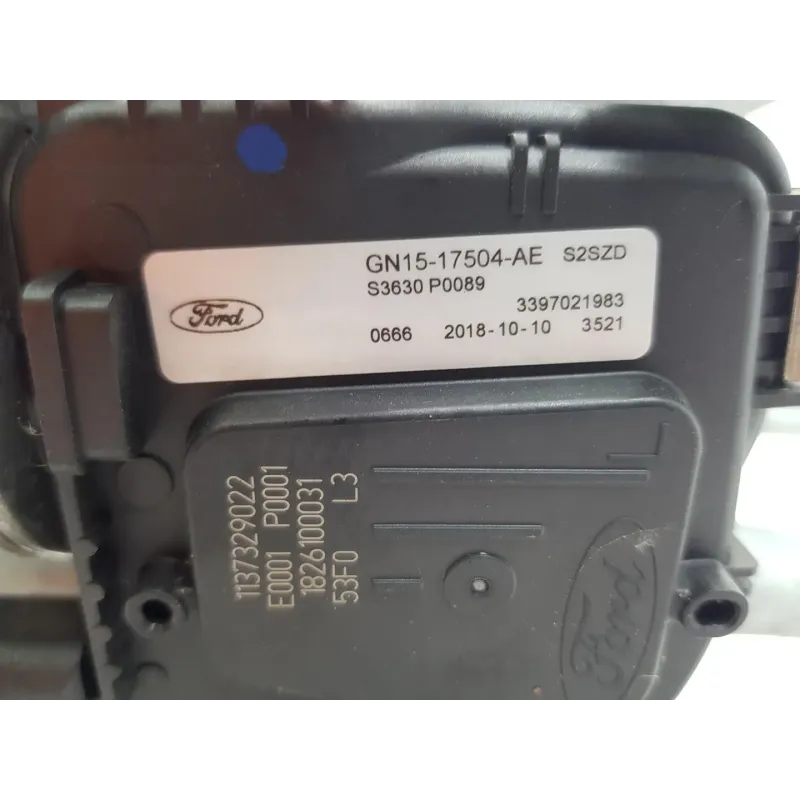 GN15-17504-AE S2SZD
S3630 P0089
3397021983
Ford
0666 2018-10-10 3521
1137329022
E0001 P0001
1826100031
53F0 L3
L
Ford